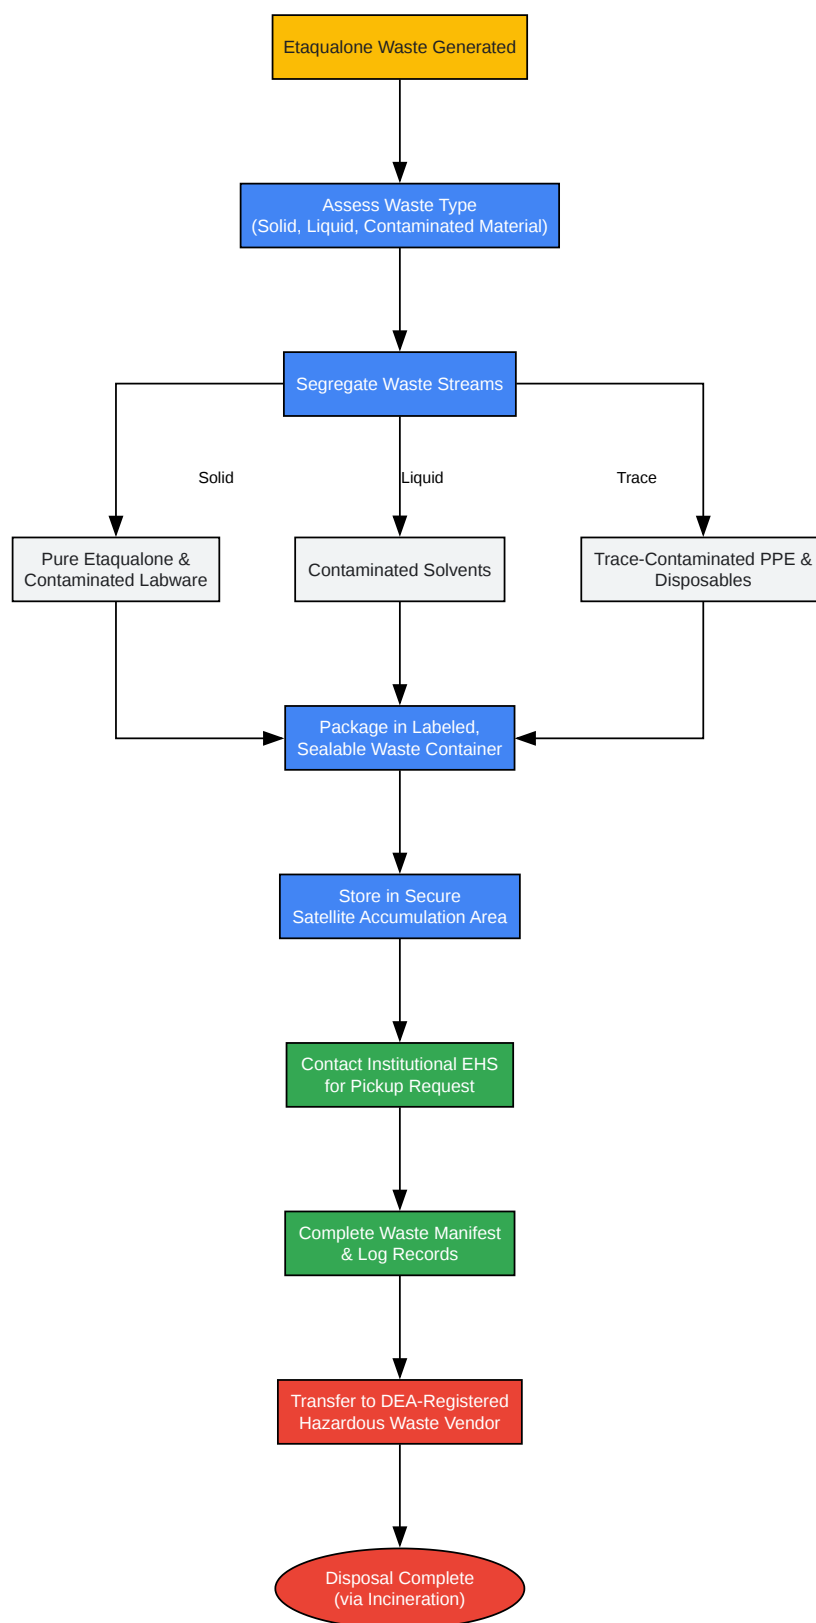 Etaqualone Waste Generated
Assess Waste Type
(Solid, Liquid, Contaminated Material)
Segregate Waste Streams
Solid
Liquid
Trace
Pure Etaqualone &
Contaminated Labware
Contaminated Solvents
Trace-Contaminated PPE &
Disposables
Package in Labeled,
Sealable Waste Container
Store in Secure
Satellite Accumulation Area
Contact Institutional EHS
for Pickup Request
Complete Waste Manifest
& Log Records
Transfer to DEA-Registered
Hazardous Waste Vendor
Disposal Complete
(via Incineration)